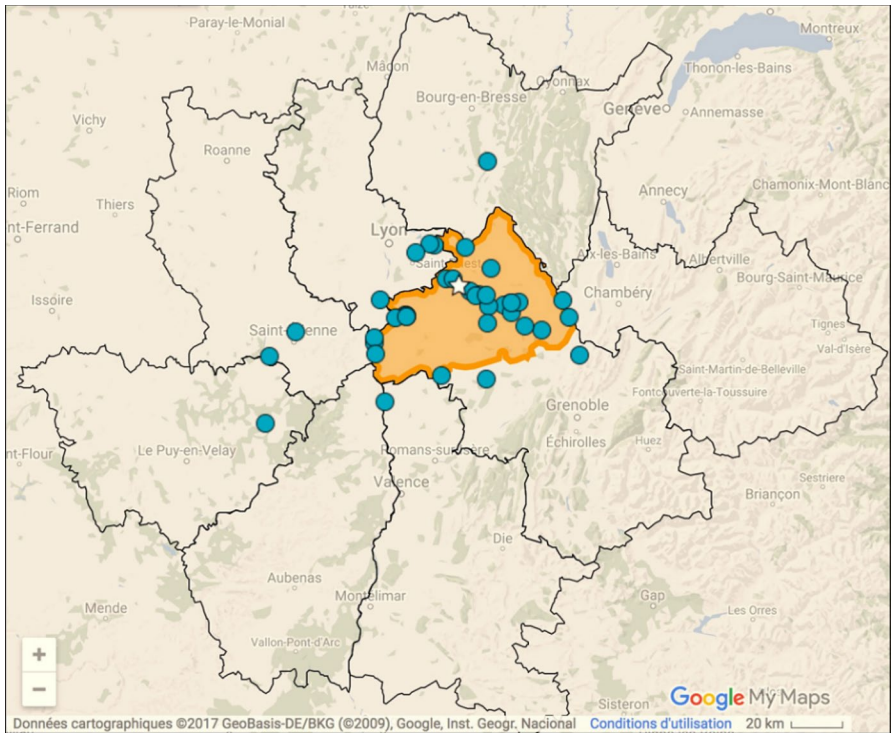 Paray-le-Monial
Montreux
Mâcon
Thonon-les-Bains
Oyonnax
Bourg-en-Bresse
Genève
Annemasse
Vichy
Roanne
Annecy
Chamonix-Mont-Blanc
Riom
Thiers
nt-Ferrand
Lyon
Aix-les-Bains
Albertville
Bourg-Saint-Maurice
Chambéry
Issoire
Tignes
Saint-Étienne
Val-d'Isère
Saint-Martin-de-Belleville
Fontcouverte-la-Toussuire
Grenoble
Échirolles
Huez
nt-Flour
Le Puy-en-Velay
Romans-sur-Isère
Sestriere
Valence
Briançon
Die
Aubenas
Montélimar
Gap
Mende
Les Orres
Vallon-Pont-d'Arc
+
−
Sisteron
Google My Maps
Données cartographiques ©2017 GeoBasis-DE/BKG (©2009), Google, Inst. Geogr. Nacional Conditions d'utilisation 20 km